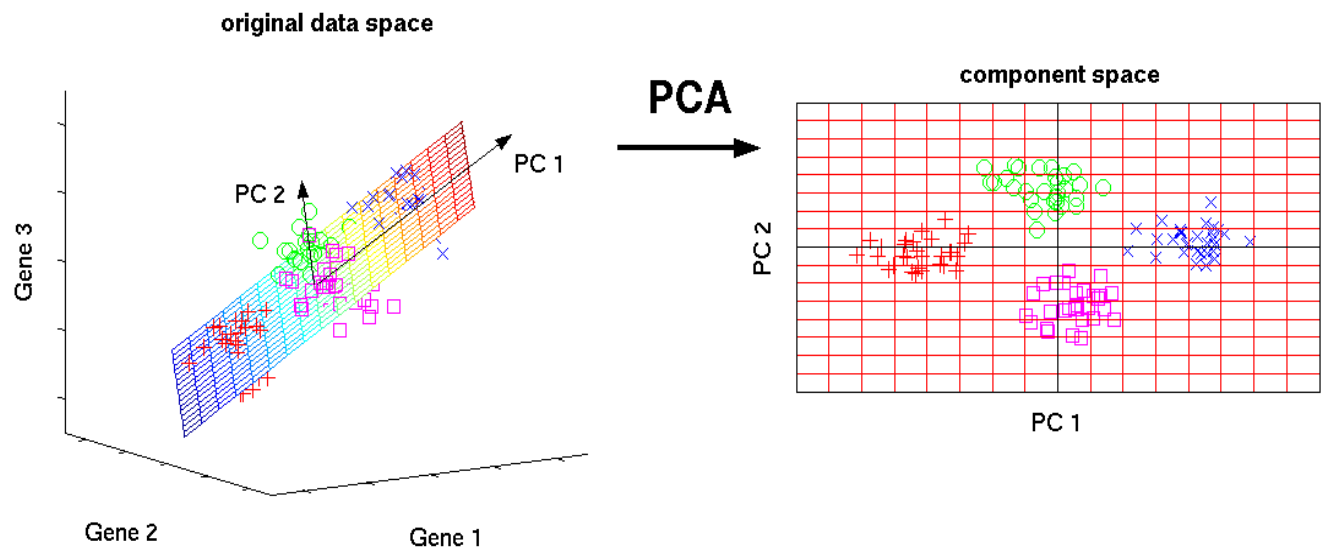 original data space
PCA
component space
PC 1
PC 2
Gene 3
PC 2
PC 1
Gene 2
Gene 1